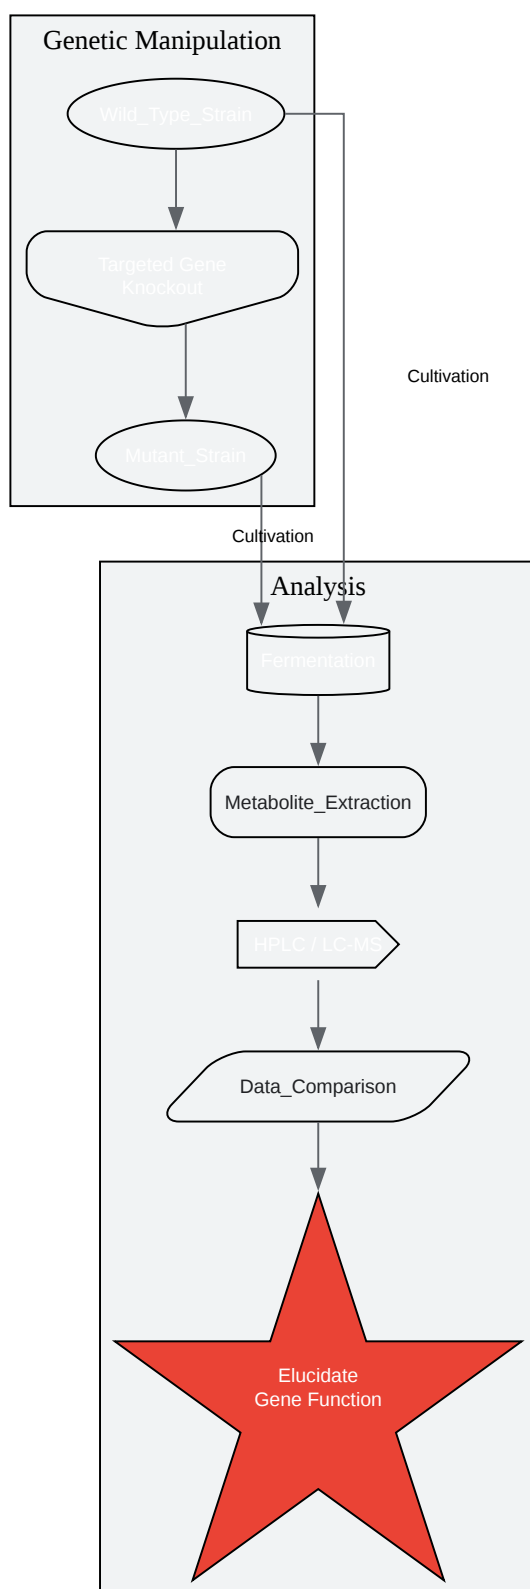 Genetic Manipulation
Wild_Type_Strain
Targeted Gene
Knockout
Cultivation
Mutant_Strain
Cultivation
Analysis
Fermentation
Metabolite_Extraction
HPLC / LC-MS
Data_Comparison
Elucidate
Gene Function